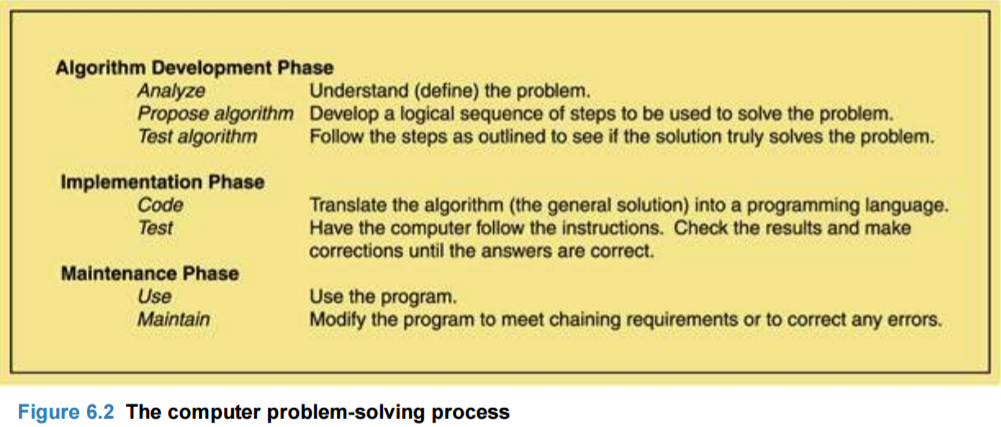 Algorithm Development Phase
Analyze Understand (define) the problem.
Propose algorithm Develop a logical sequence of steps to be used to solve the problem.
Test algorithm Follow the steps as outlined to see if the solution truly solves the problem.
Implementation Phase
Code Translate the algorithm (the general solution) into a programming language.
Test Have the computer follow the instructions. Check the results and make
corrections until the answers are correct.
Maintenance Phase
Use Use the program.
Maintain Modify the program to meet chaining requirements or to correct any errors.
Figure 6.2 The computer problem-solving process